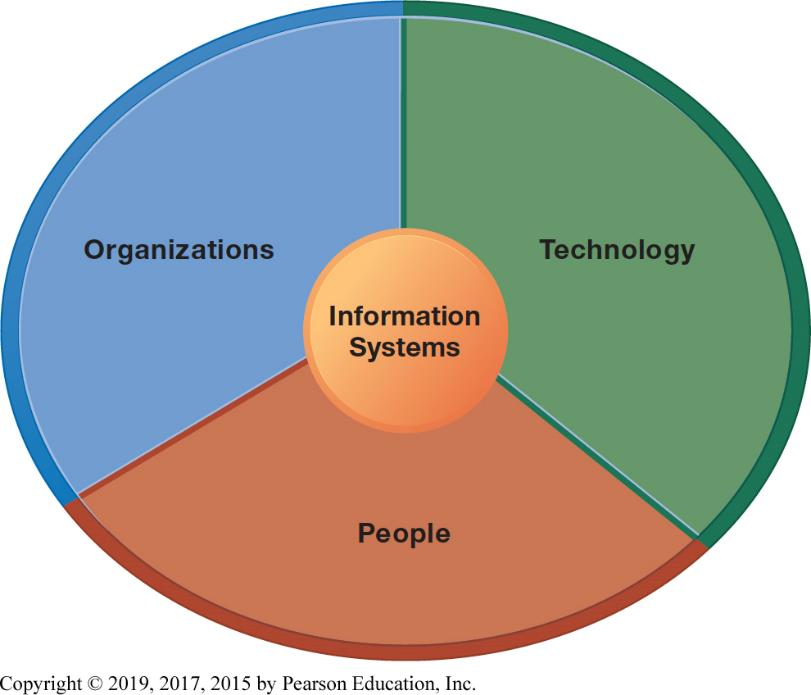 Organizations
Technology
Information
Systems
People
Copyright © 2019, 2017, 2015 by Pearson Education, Inc.